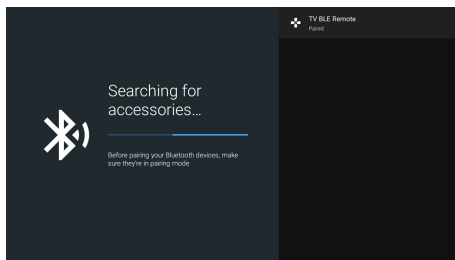 TV BLE Remote
Paired
Searching for
accessories...
Before pairing your Bluetooth devices, make
sure they're in pairing mode